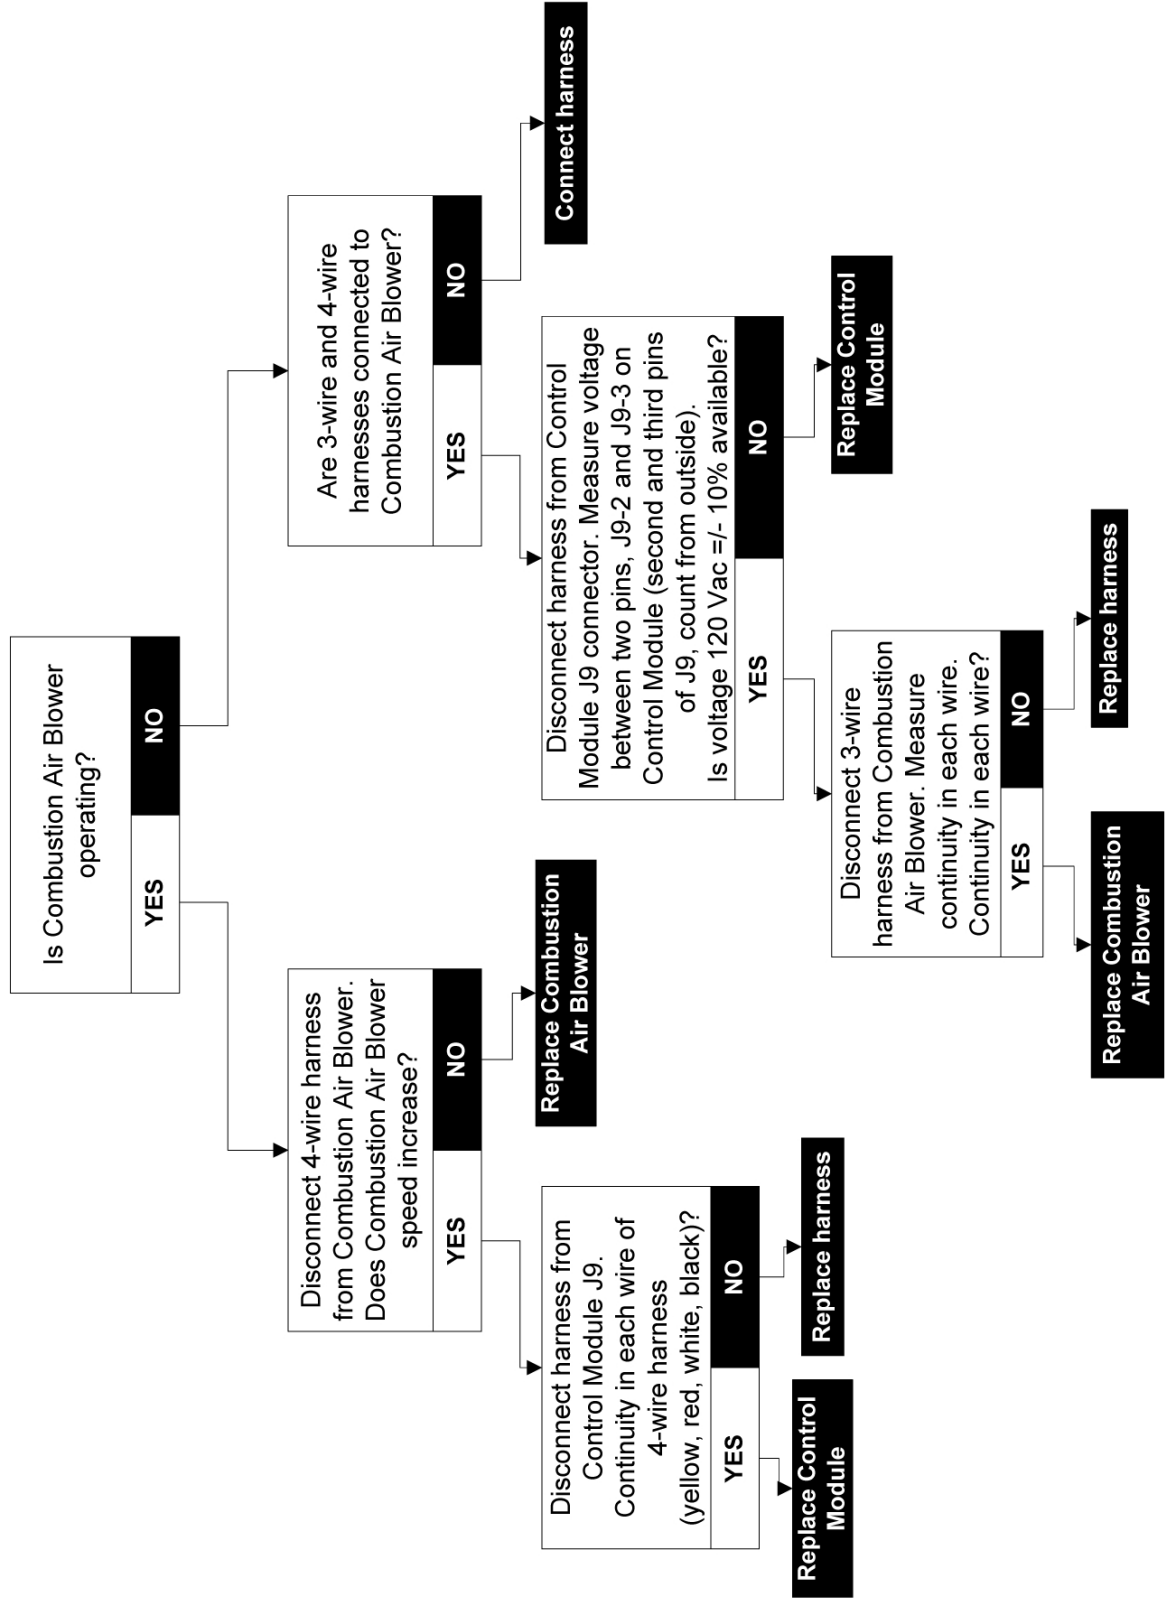 Is Combustion Air Blower
operating?
YES
NO
Disconnect 4-wire harness
from Combustion Air Blower.
Does Combustion Air Blower
speed increase?
YES
NO
Are 3-wire and 4-wire
harnesses connected to
Combustion Air Blower?
YES
NO
Disconnect harness from
Control Module J9.
Continuity in each wire of
4-wire harness
(yellow, red, white, black)?
YES
NO
Replace Combustion
Air Blower
Disconnect harness from Control
Module J9 connector. Measure voltage
between two pins, J9-2 and J9-3 on
Control Module (second and third pins
of J9, count from outside).
Is voltage 120 Vac =/- 10% available?
YES
NO
Connect harness
Replace Control
Module
Replace harness
Disconnect 3-wire
harness from Combustion
Air Blower. Measure
continuity in each wire.
Continuity in each wire?
YES
NO
Replace Control
Module
Replace Combustion
Air Blower
Replace harness